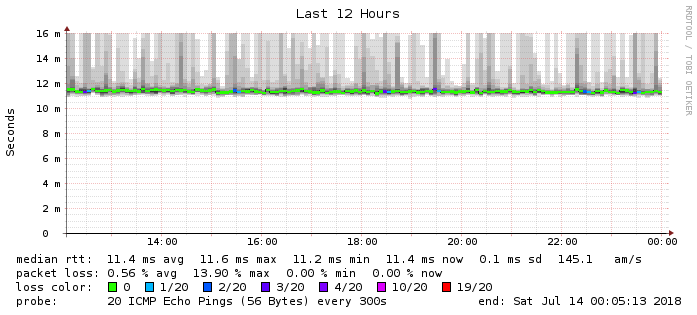 Last 12 Hours
RRDTOOL / TOBI OETIKER
Seconds
16 m
14 m
12 m
10 m
8 m
6 m
4 m
2 m
0
14:00 16:00 18:00 20:00 22:00 00:00
median rtt: 11.4 ms avg 11.6 ms max 11.2 ms min 11.4 ms now 0.1 ms sd 145.1 am/s
packet loss: 0.56 % avg 13.90 % max 0.00 % min 0.00 % now
loss color: 0 1/20 2/20 3/20 4/20 10/20 19/20
probe: 20 ICMP Echo Pings (56 Bytes) every 300s end: Sat Jul 14 00:05:13 2018